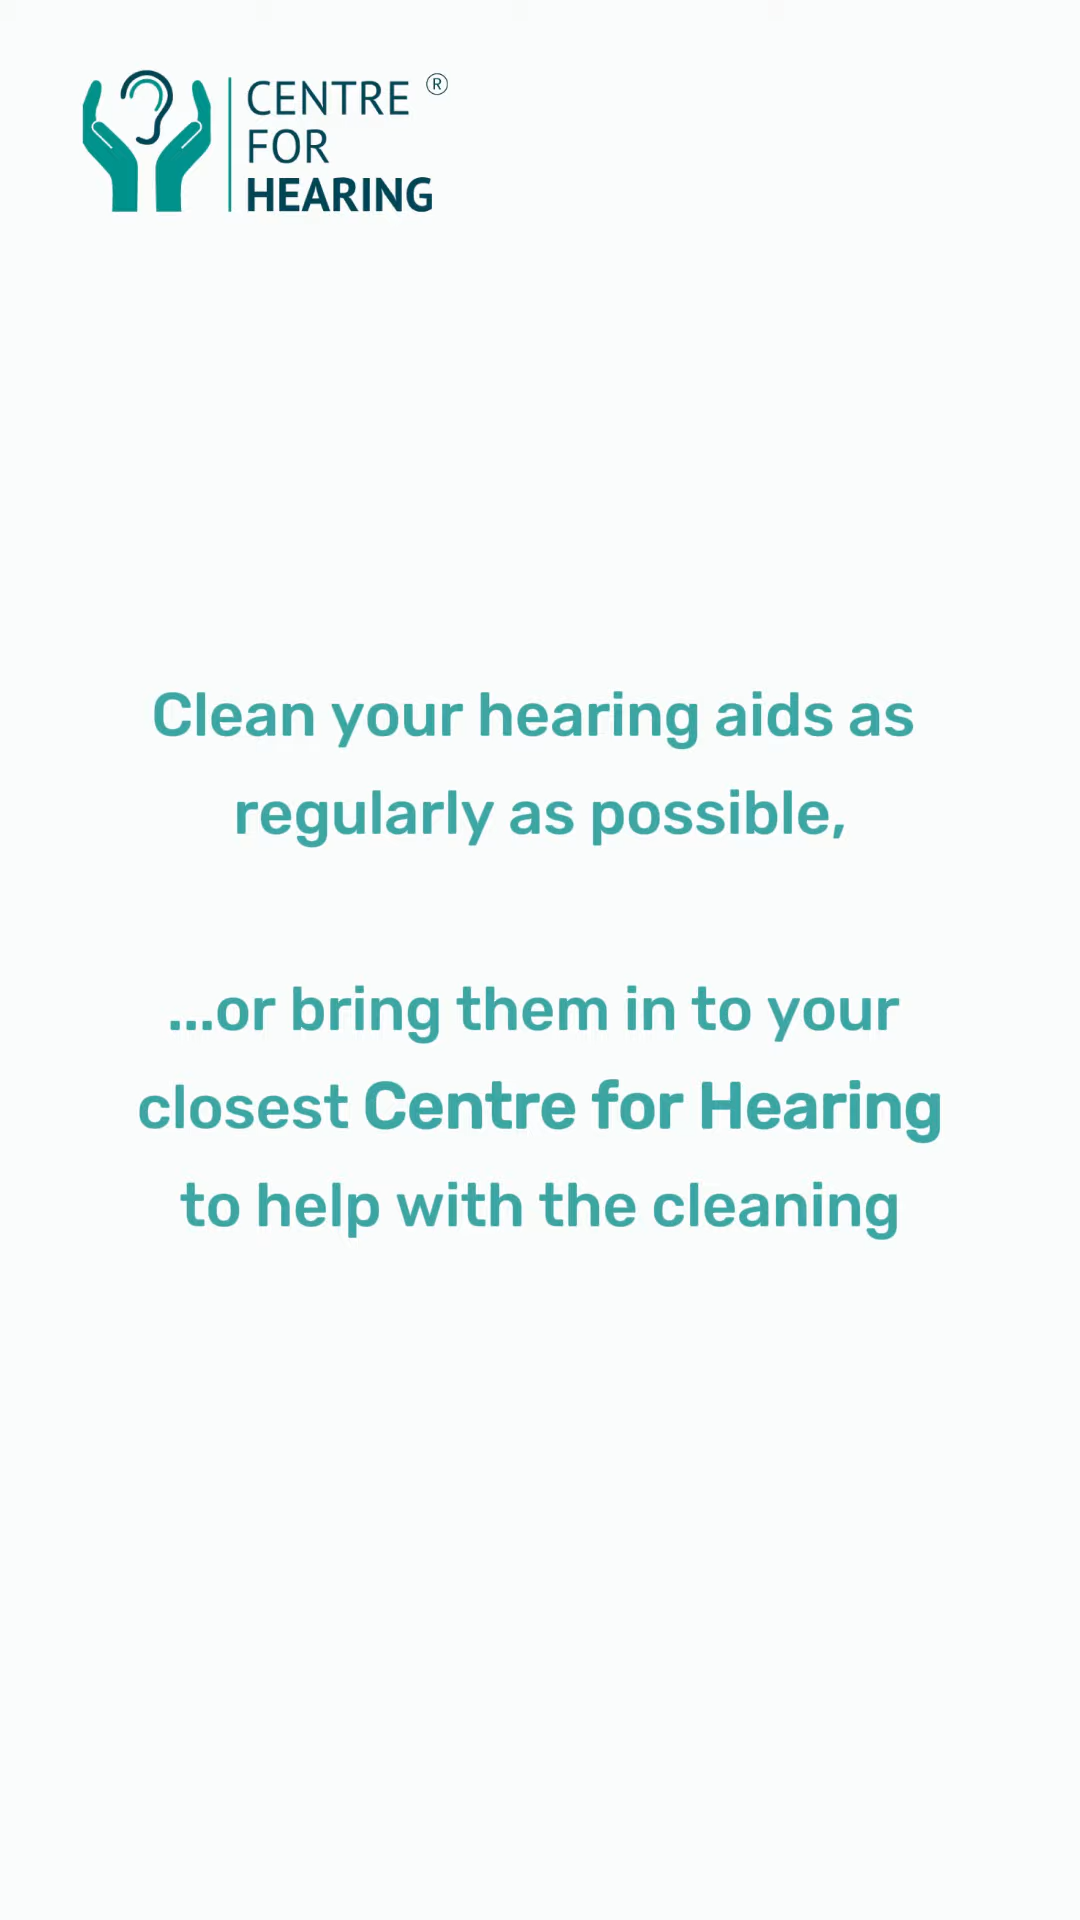 CENTRE ®
FOR
HEARING
Clean your hearing aids as
regularly as possible,
...or bring them in to your
closest Centre for Hearing
to help with the cleaning